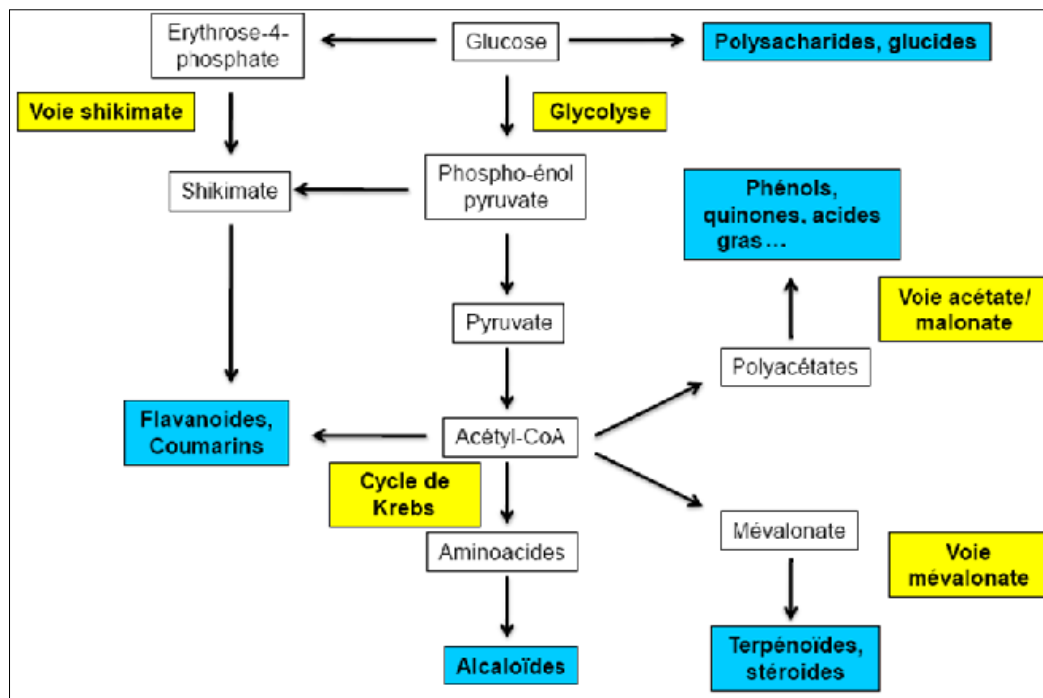 Erythrose-4-
phosphate
Glucose
Polysacharides, glucides
Voie shikimate
Glycolyse
Shikimate
Phospho-énol
pyruvate
Phénols,
quinones, acides
gras...
Pyruvate
Voie acétate/
malonate
Polyacétates
Flavanoides,
Coumarins
Acétyl-CoA
Cycle de
Krebs
Mévalonate
Aminoacides
Voie
mévalonate
Alcaloïdes
Terpénoïdes,
stéroides